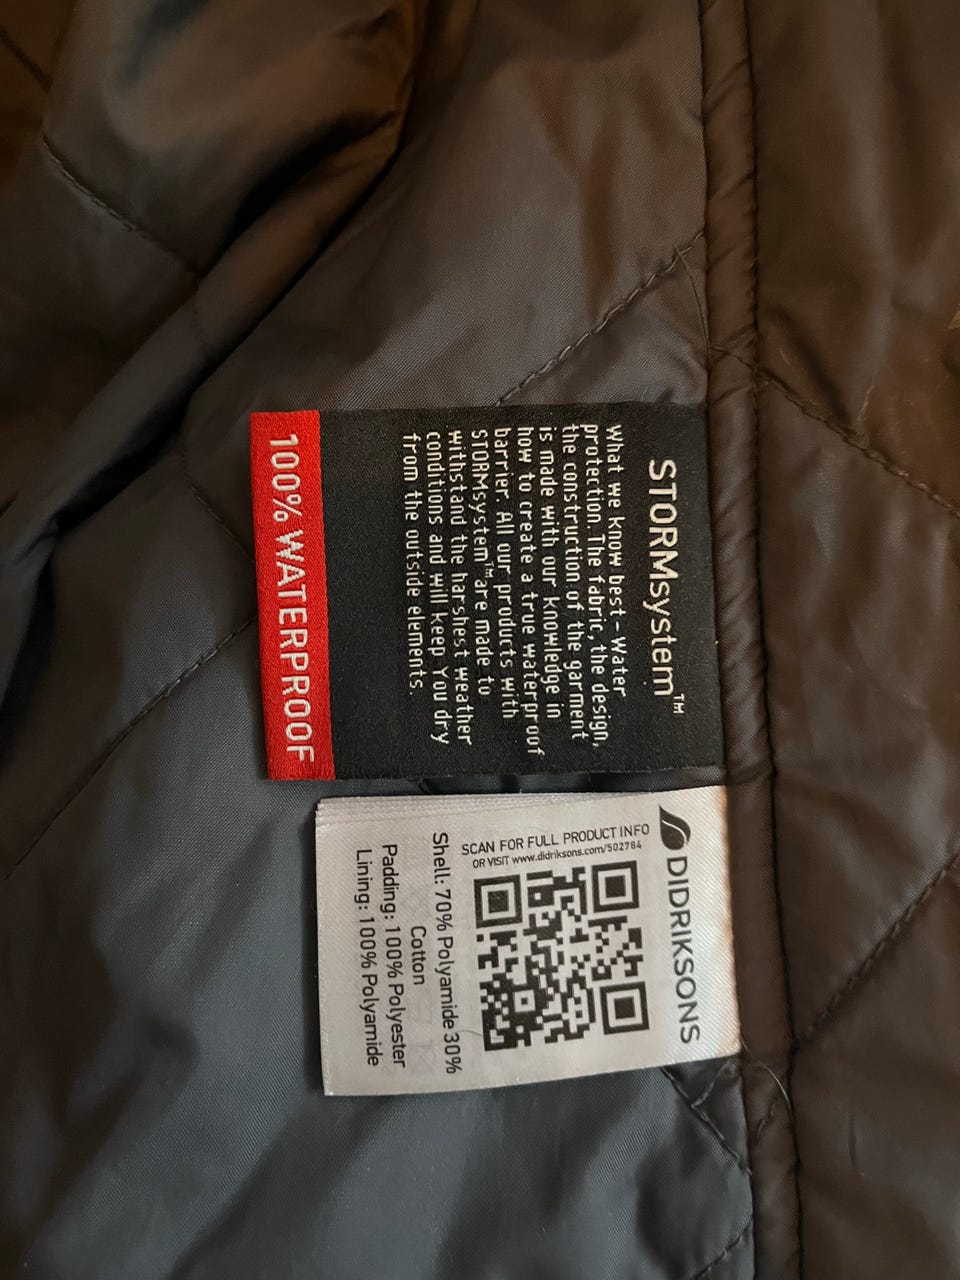 STORMsystem™
What we know best - Water
protection. The fabric, the design,
the construction of the garment
is made with our knowledge in
how to create a true waterproof
barrier. All our products with
STORMsystem™ are made to
withstand the harshest weather
conditions and will keep You dry
from the outside elements.
100% WATERPROOF
DIDRIKSONS
SCAN FOR FULL PRODUCT INFO
OR VISIT www.didriksons.com/502784
Shell: 70% Polyamide 30%
Cotton
Padding: 100% Polyester
Lining: 100% Polyamide